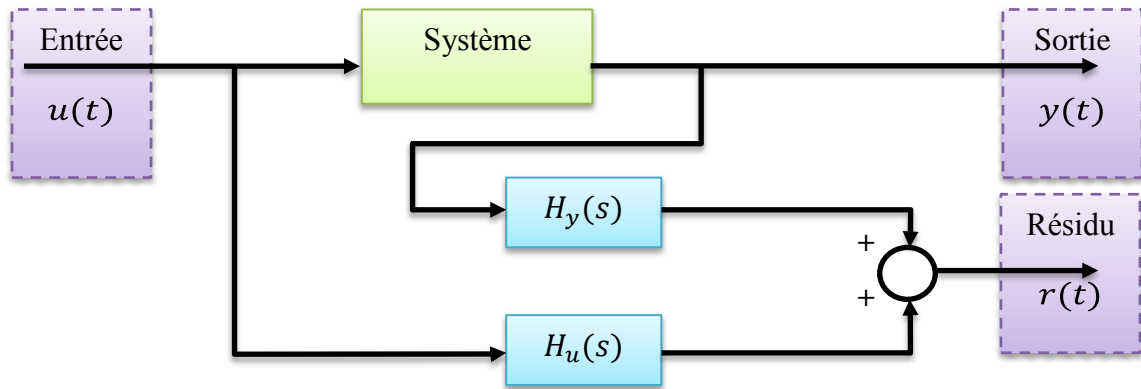 Entrée
u(t)
Système
Sortie
y(t)
H_y(s)
+
+
Résidu
r(t)
H_u(s)